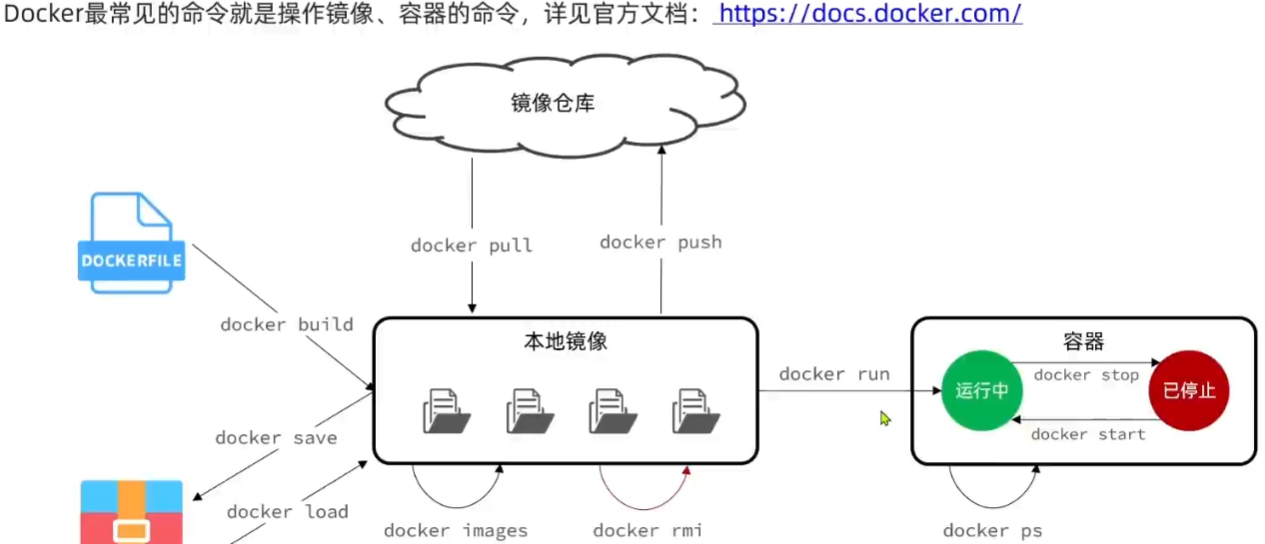 Docker最常见的命令就是操作镜像、容器的命令，详见官方文档： https://docs.docker.com/
镜像仓库
docker pull
docker push
DOCKERFILE
docker build
本地镜像
容器
docker run
运行中
docker stop
已停止
docker start
docker save
docker load
docker images
docker rmi
docker ps